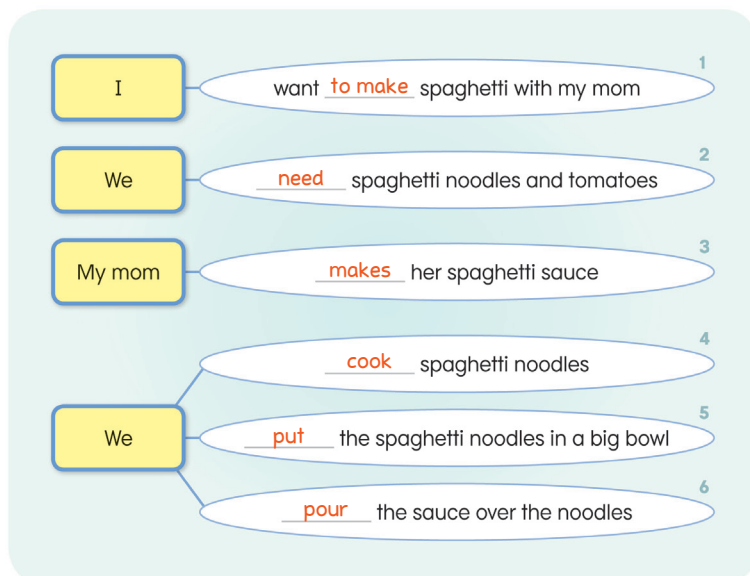 1
I want to make spaghetti with my mom
2
We need spaghetti noodles and tomatoes
3
My mom makes her spaghetti sauce
4
cook spaghetti noodles
5
We put the spaghetti noodles in a big bowl
6
pour the sauce over the noodles